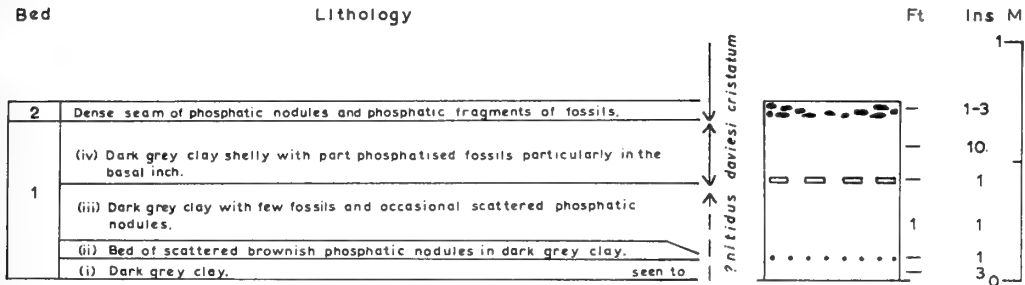 Bed Lithology Ft Ins M
1
2 Dense seam of phosphatic nodules and phosphatic fragments of fossils. 1-3
(iv) Dark grey clay shelly with part phosphatised fossils particularly in the 10.
basal inch.
1
1
(iii) Dark grey clay with few fossils and occasional scattered phosphatic 1 1
nodules.
(ii) Bed of scattered brownish phosphatic nodules in dark grey clay. 1
(i) Dark grey clay. seen to 3
0
?nitidus daviesi cristatum